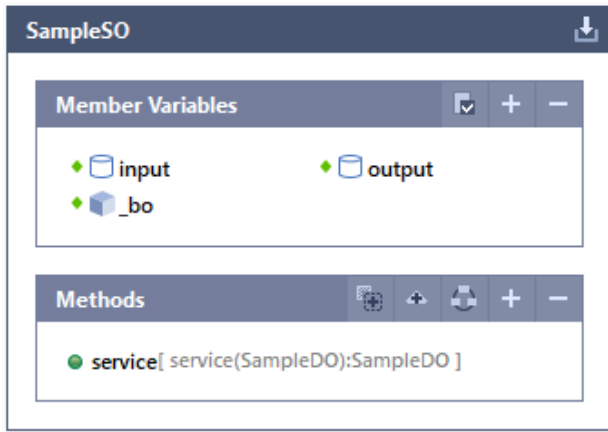 SampleSO
Member Variables
input output
_bo
Methods
service[ service(SampleDO):SampleDO ]